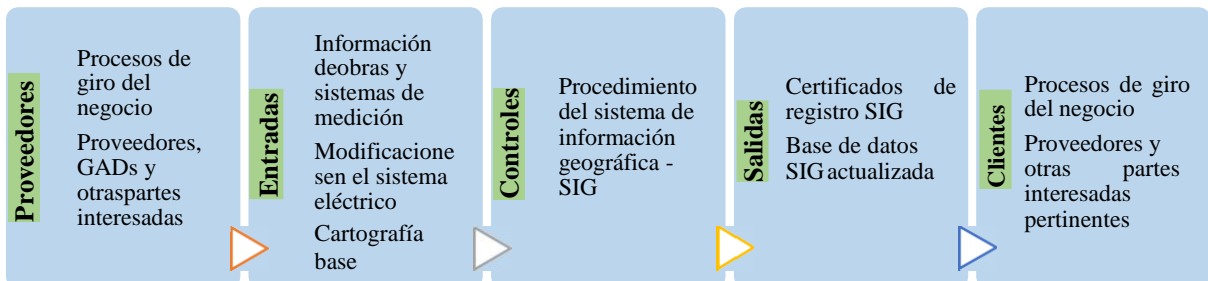 Proveedores
Procesos de
giro del
negocio
Proveedores,
GADs y
otraspartes
interesadas
Entradas
Información
deobras y
sistemas de
medición
Modificacione
sen el sistema
eléctrico
Cartografía
base
Controles
Procedimiento
del sistema de
información
geográfica -
SIG
Salidas
Certificados de
registro SIG
Base de datos
SIG actualizada
Clientes
Procesos de giro
del negocio
Proveedores y
otras partes
interesadas
pertinentes